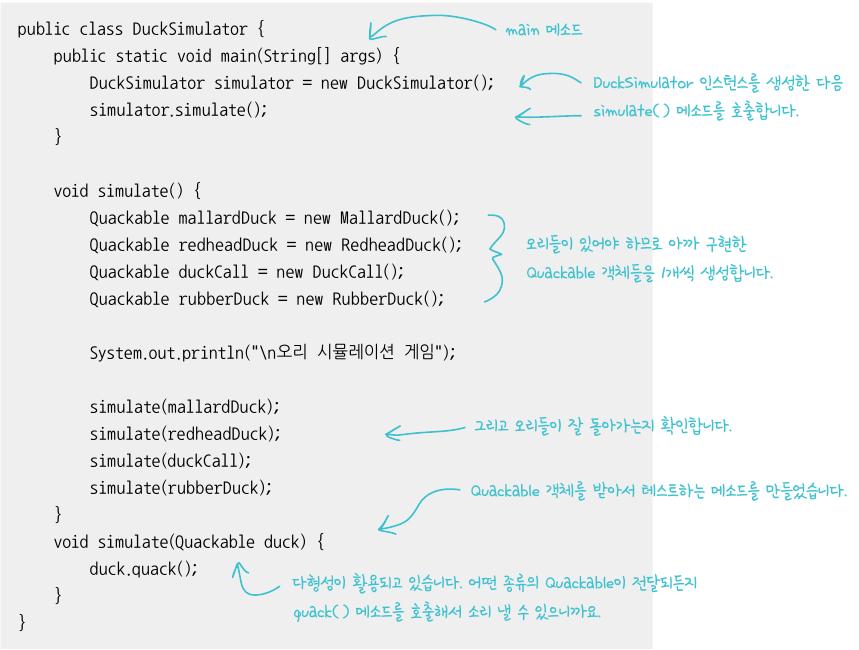 public class DuckSimulator {
main 메소드
public static void main(String[] args) {
DuckSimulator simulator = new DuckSimulator();
DuckSimulator 인스턴스를 생성한 다음
simulator.simulate();
simulate( ) 메소드를 호출합니다.
}
void simulate() {
Quackable mallardDuck = new MallardDuck();
Quackable redheadDuck = new RedheadDuck();
오리들이 있어야 하므로 아까 구현한
Quackable duckCall = new DuckCall();
Quackable 객체들을 1개씩 생성합니다.
Quackable rubberDuck = new RubberDuck();
System.out.println("\n오리 시뮬레이션 게임");
simulate(mallardDuck);
simulate(redheadDuck);
그리고 오리들이 잘 돌아가는지 확인합니다.
simulate(duckCall);
simulate(rubberDuck);
Quackable 객체를 받아서 테스트하는 메소드를 만들었습니다.
}
void simulate(Quackable duck) {
duck.quack();
다형성이 활용되고 있습니다. 어떤 종류의 Quackable이 전달되든지
}
quack( ) 메소드를 호출해서 소리 낼 수 있으니까요.
}